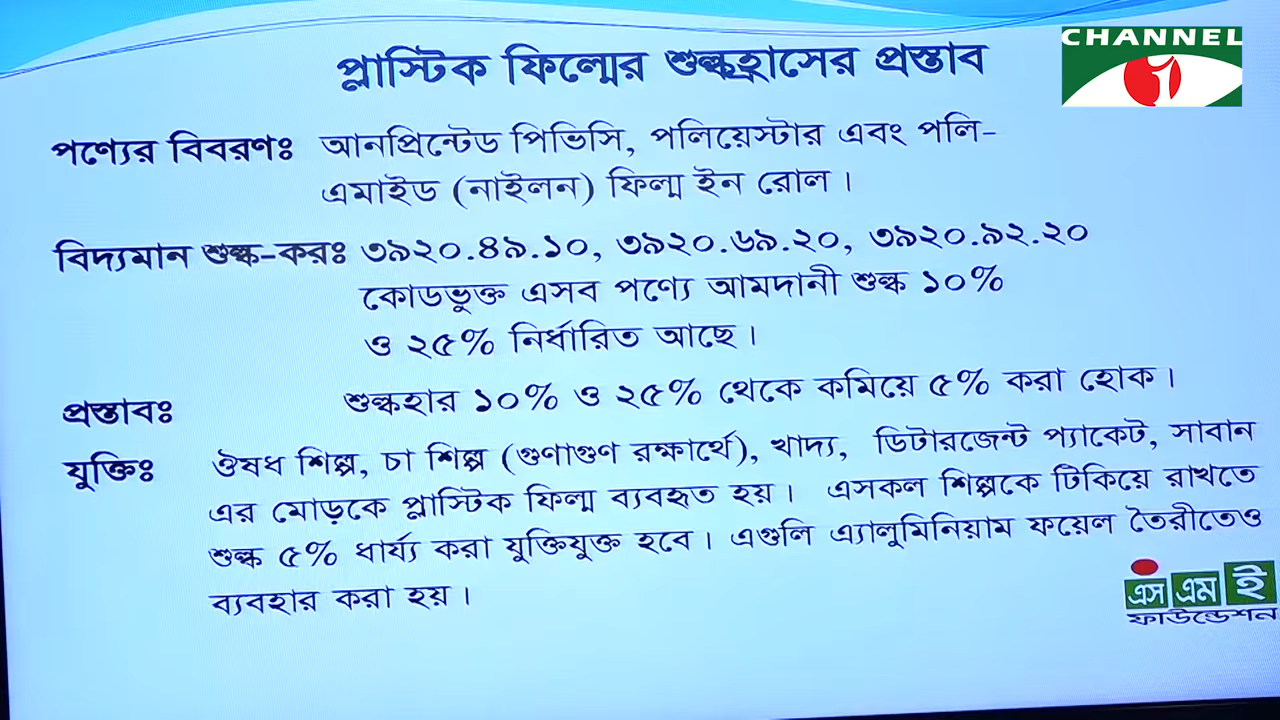 CHANNEL
i
প্লাস্টিক ফিল্মের শুল্কহ্রাসের প্রস্তাব
পণ্যের বিবরণঃ আনপ্রিন্টেড পিভিসি, পলিয়েস্টার এবং পলি-
এমাইড (নাইলন) ফিল্ম ইন রোল।
বিদ্যমান শুল্ক-করঃ ৩৯২০.৪৯.১০, ৩৯২০.৬৯.২০, ৩৯২০.৯২.২০
কোডভুক্ত এসব পণ্যে আমদানী শুল্ক ১০%
ও ২৫% নির্ধারিত আছে।
প্রস্তাবঃ শুল্কহার ১০% ও ২৫% থেকে কমিয়ে ৫% করা হোক।
যুক্তিঃ ঔষধ শিল্প, চা শিল্প (গুণাগুণ রক্ষার্থে), খাদ্য, ডিটারজেন্ট প্যাকেট, সাবান
এর মোড়কে প্লাস্টিক ফিল্ম ব্যবহৃত হয়। এসকল শিল্পকে টিকিয়ে রাখতে
শুল্ক ৫% ধার্য্য করা যুক্তিযুক্ত হবে। এগুলি এ্যালুমিনিয়াম ফয়েল তৈরীতেও
ব্যবহার করা হয়।
এস এম ই
ফাউন্ডেশন